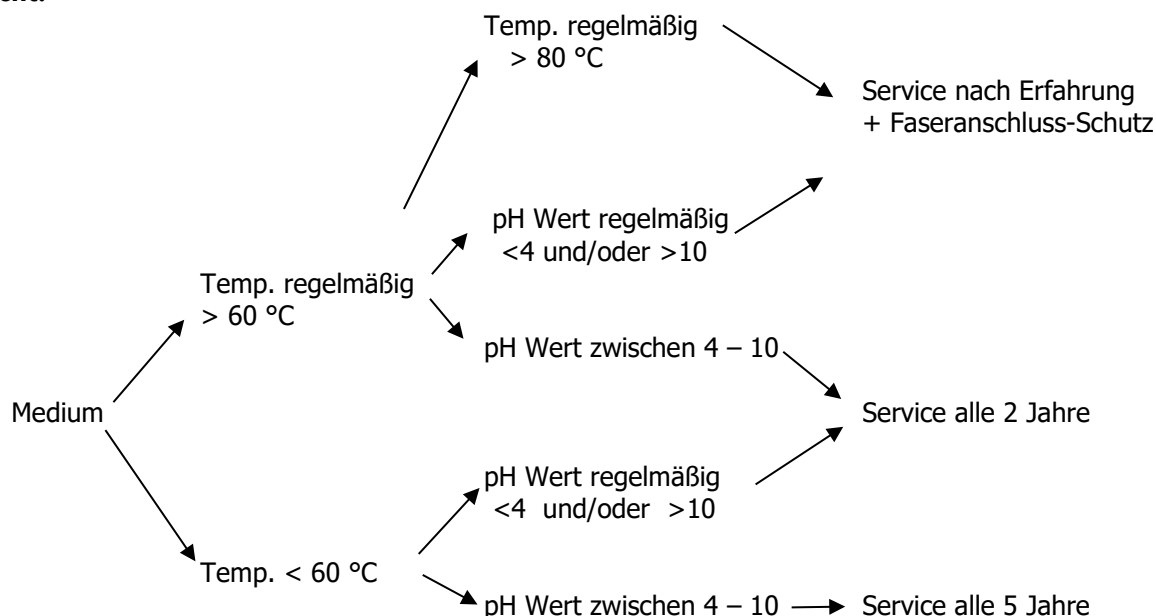 Temp. regelmäßig
> 80 °C
Service nach Erfahrung
+ Faseranschluss-Schutz
pH Wert regelmäßig
<4 und/oder >10
Temp. regelmäßig
> 60 °C
pH Wert zwischen 4 – 10
Medium
Service alle 2 Jahre
pH Wert regelmäßig
<4 und/oder >10
Temp. < 60 °C
pH Wert zwischen 4 – 10
Service alle 5 Jahre